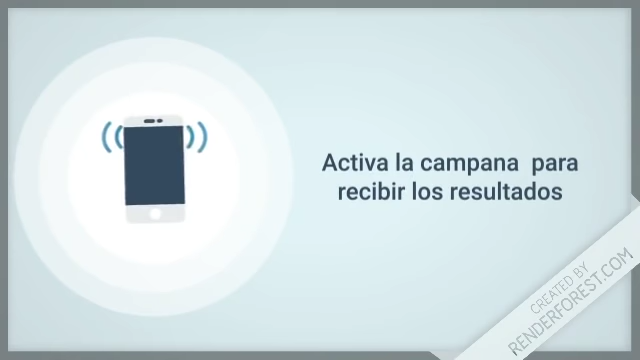 Activa la campana para
recibir los resultados
CREATED BY
RENDERFOREST.COM